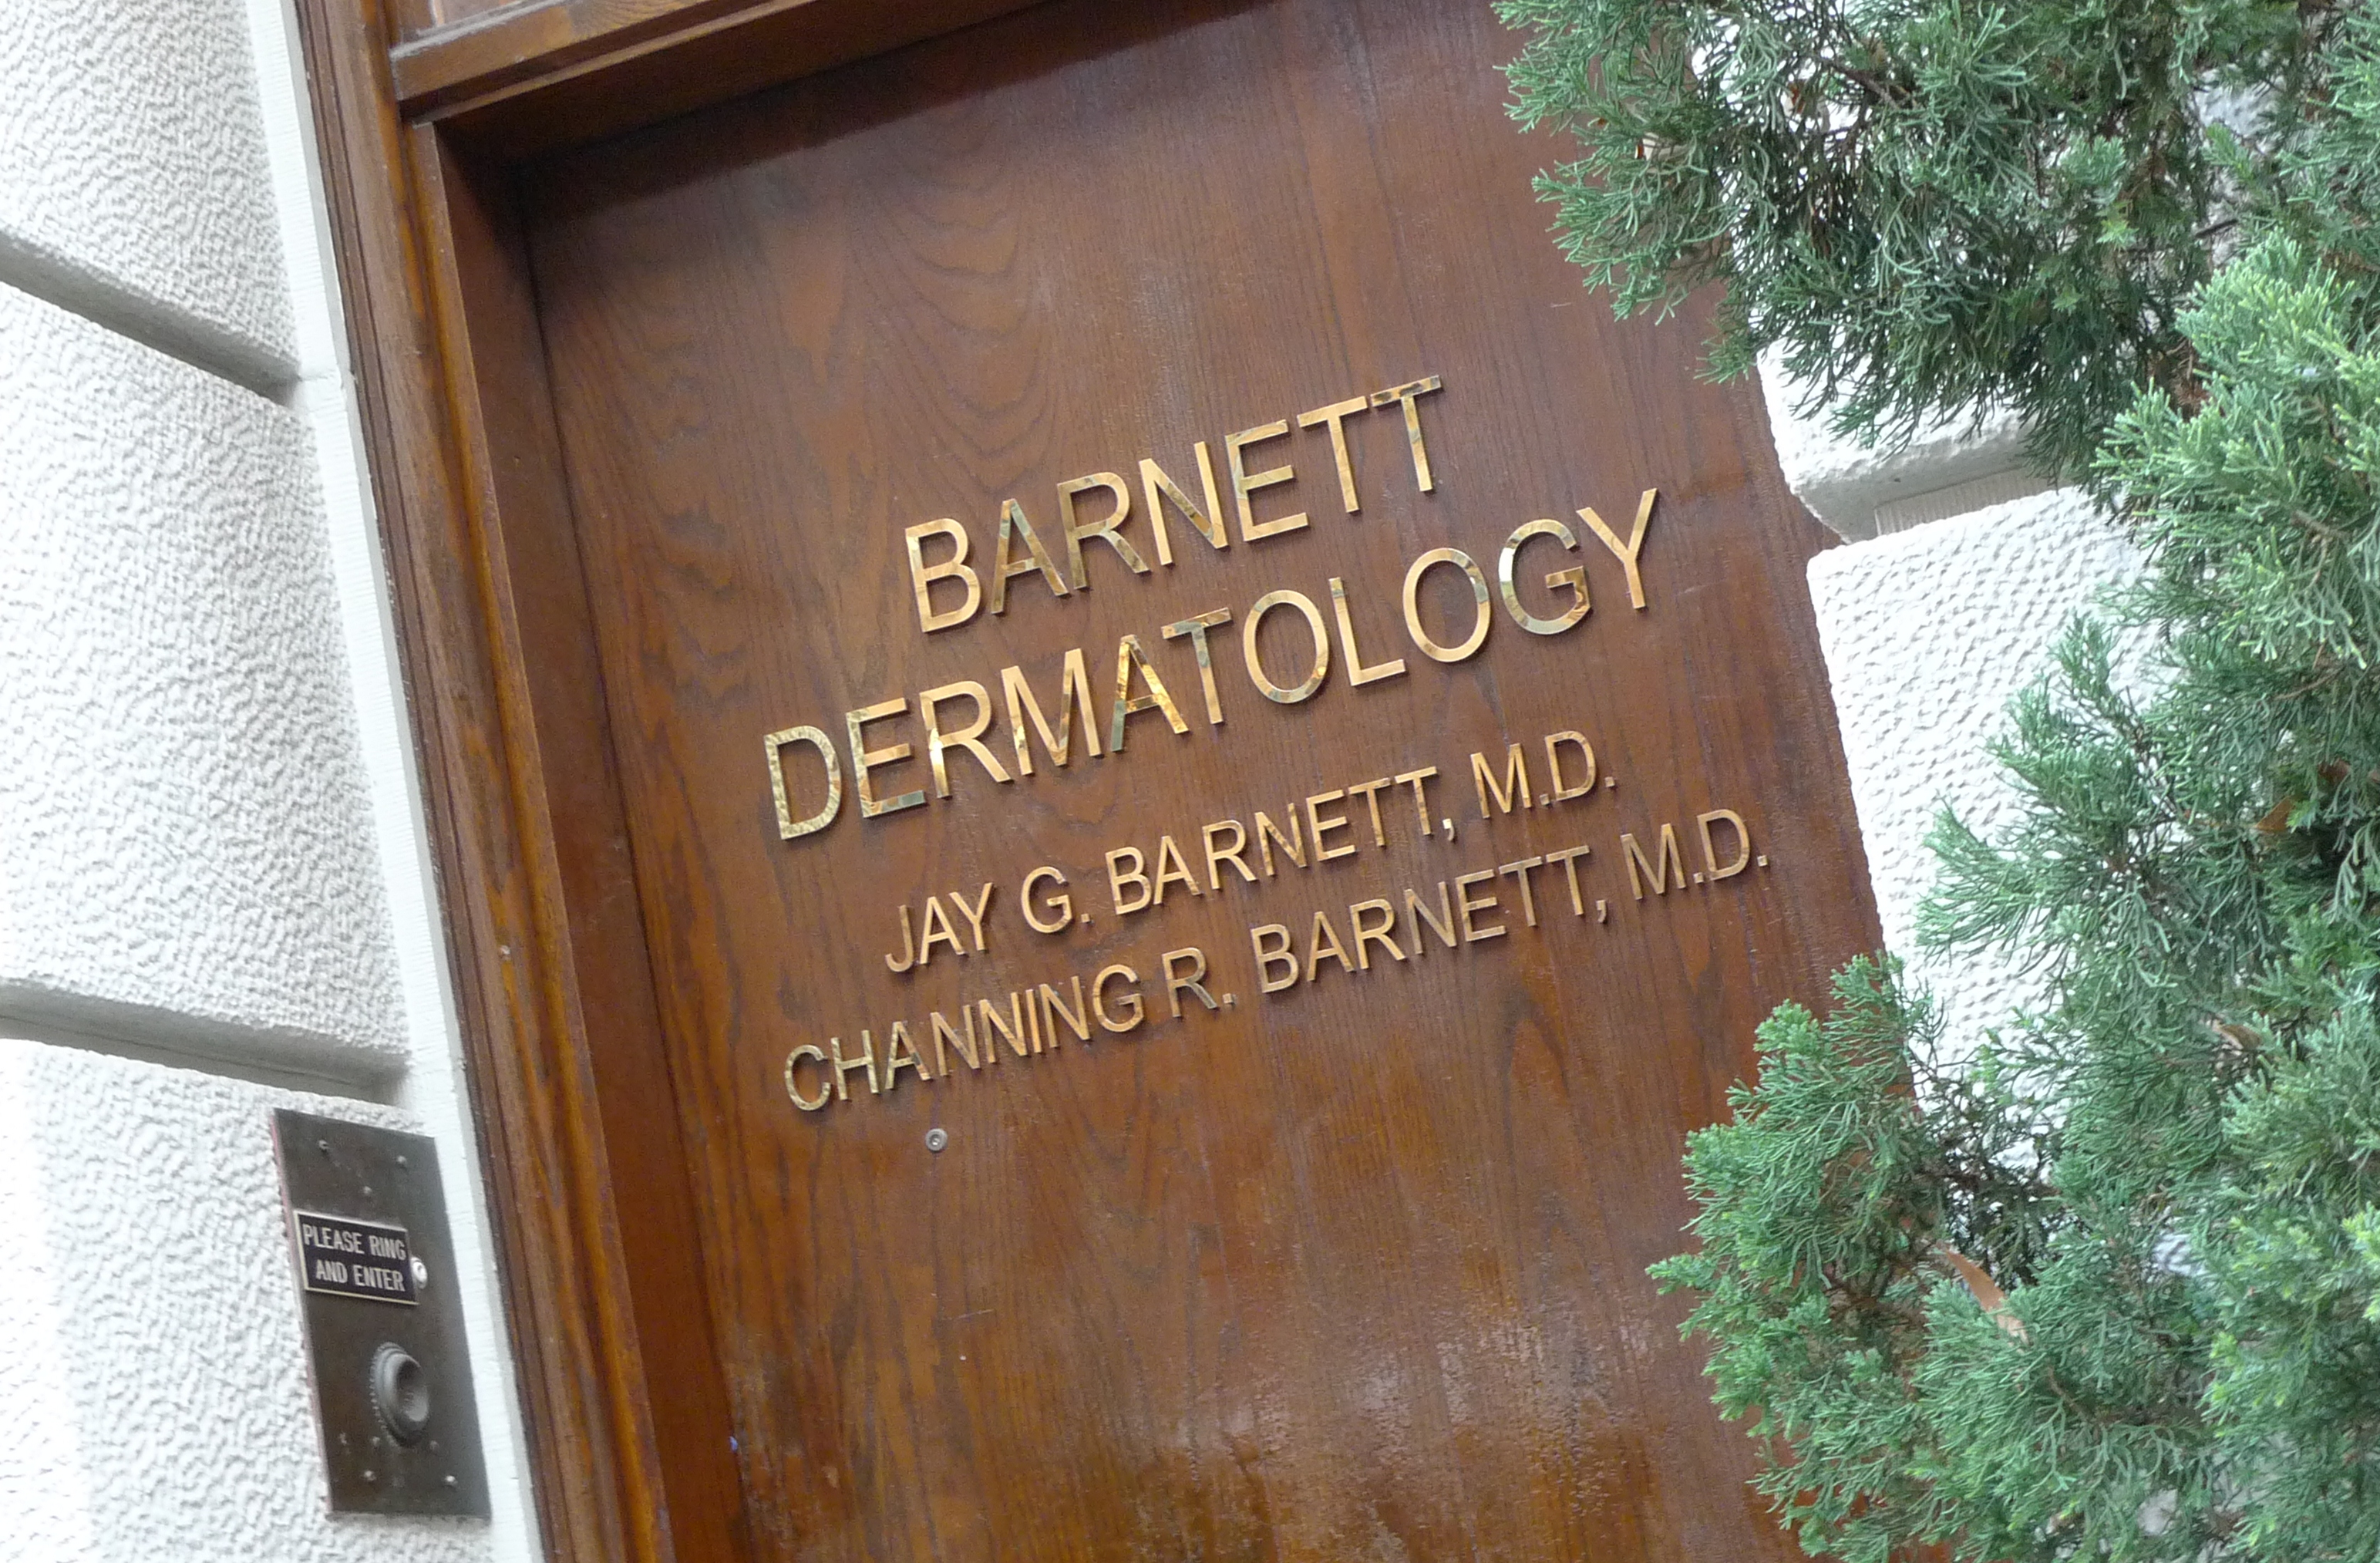 BARNETT
DERMATOLOGY
JAY G. BARNETT, M.D.
CHANNING R. BARNETT, M.D.
PLEASE RING
AND ENTER